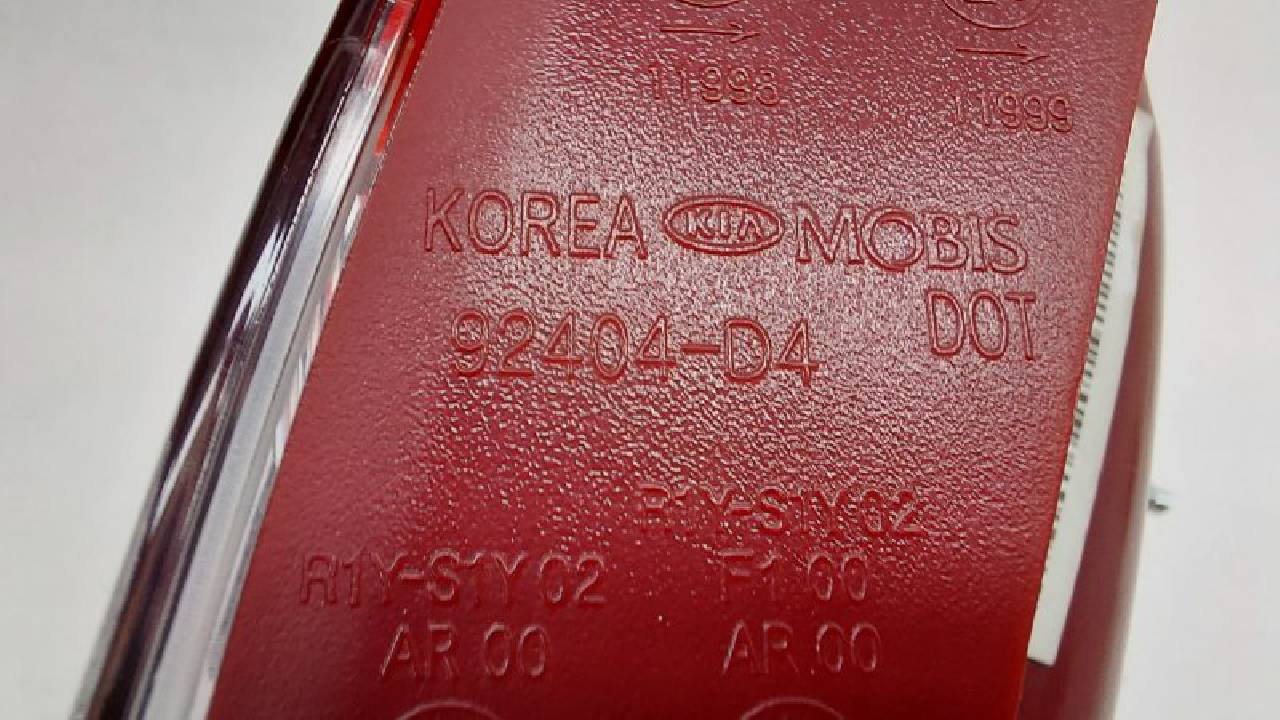 11998
11999
KOREA KIA MOBIS
DOT
92404-D4
R1Y-S1Y 02
R1Y-S1Y 02
F1 00
AR 00
AR 00